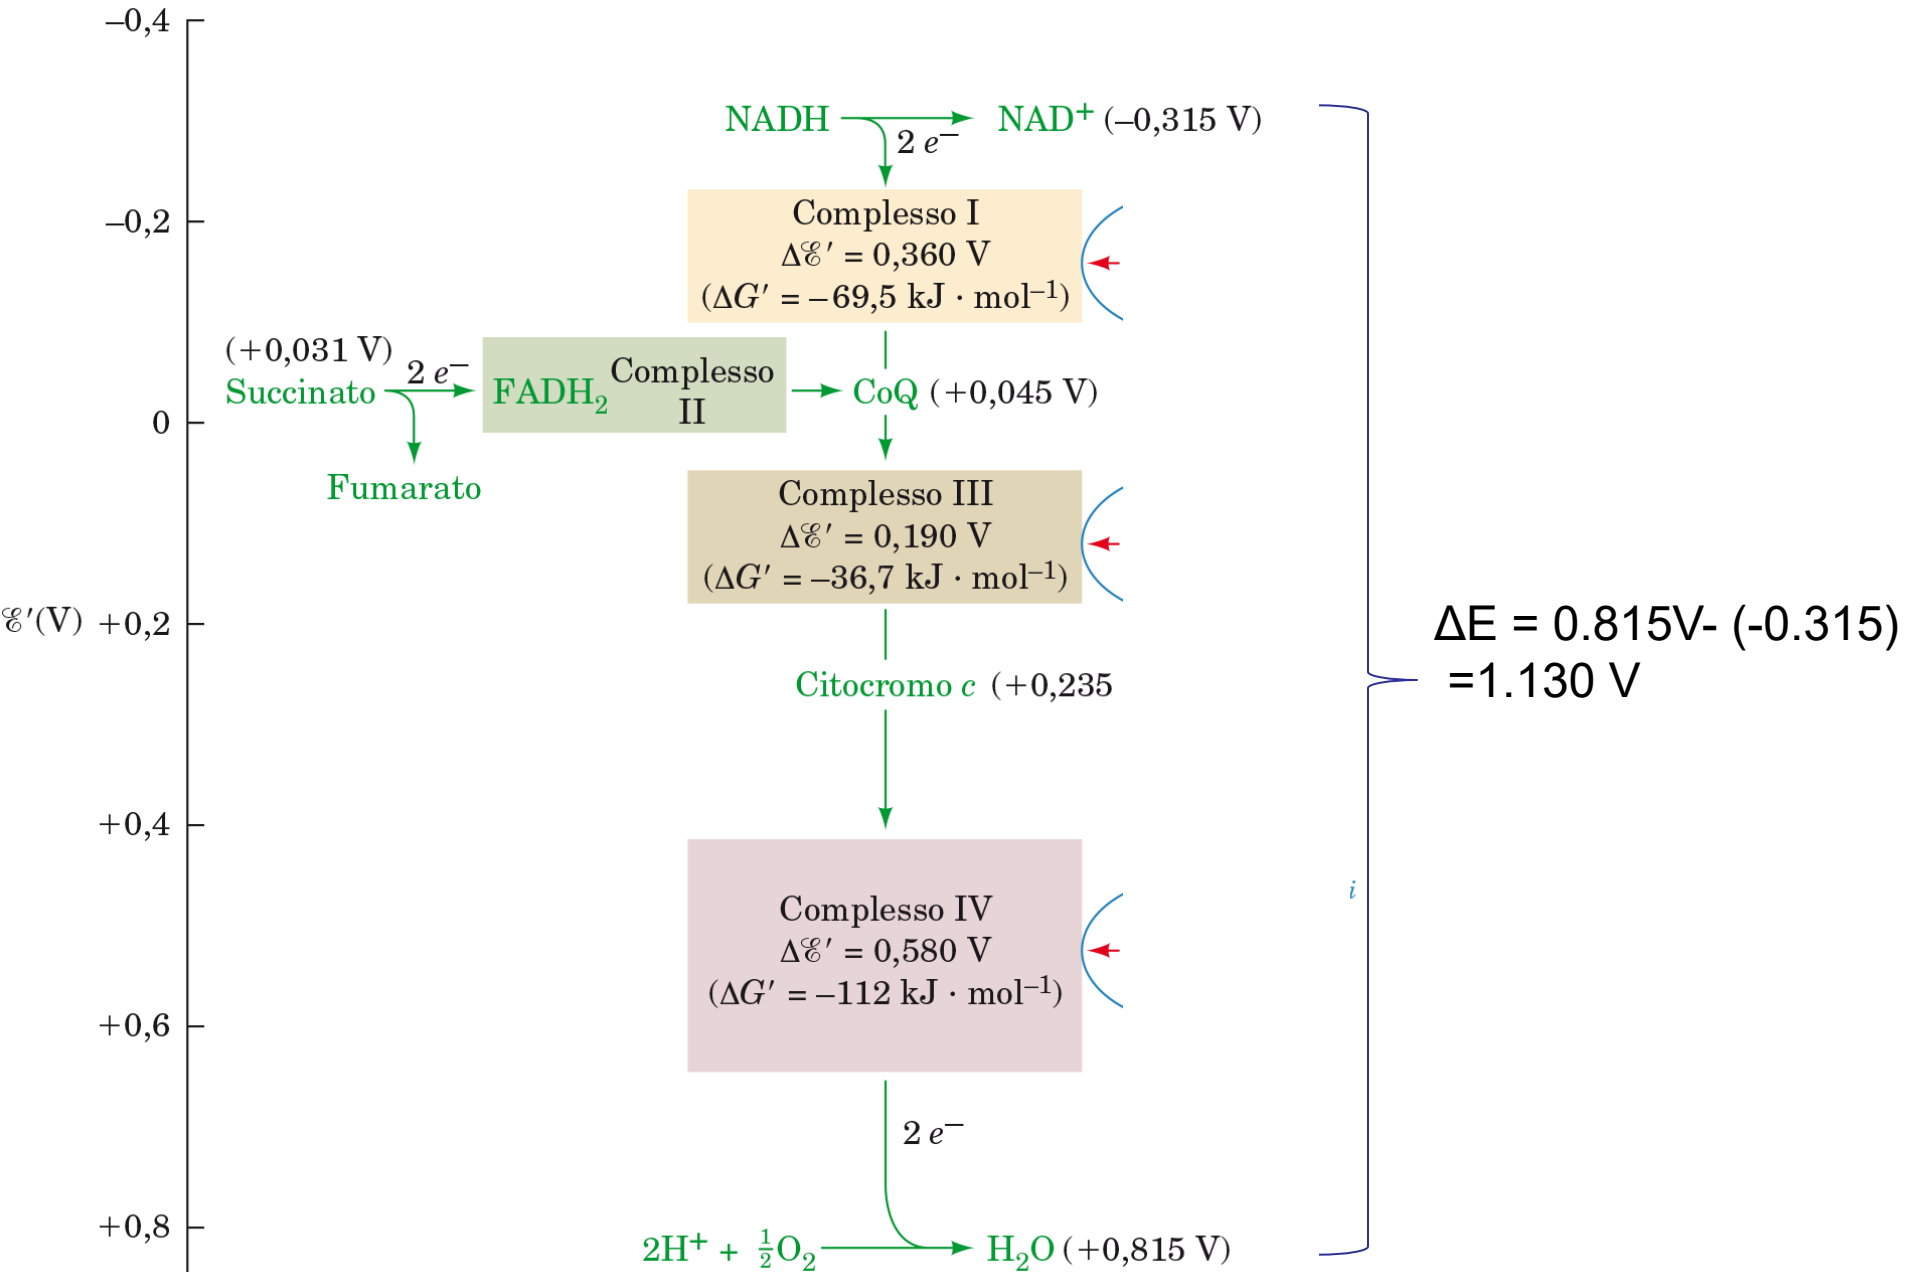 –0,4
NADH NAD⁺ (–0,315 V)
2 e⁻
–0,2
Complesso I
Δℰ′ = 0,360 V
(ΔG′ = –69,5 kJ · mol⁻¹)
(+0,031 V)
Succinato 2 e⁻ FADH₂ Complesso II CoQ (+0,045 V)
0
Fumarato
Complesso III
Δℰ′ = 0,190 V
(ΔG′ = –36,7 kJ · mol⁻¹)
ℰ′(V) +0,2
ΔE = 0.815V- (-0.315)
=1.130 V
Citocromo c (+0,235
+0,4
i
Complesso IV
Δℰ′ = 0,580 V
(ΔG′ = –112 kJ · mol⁻¹)
+0,6
2 e⁻
+0,8
2H⁺ + ½O₂ H₂O (+0,815 V)